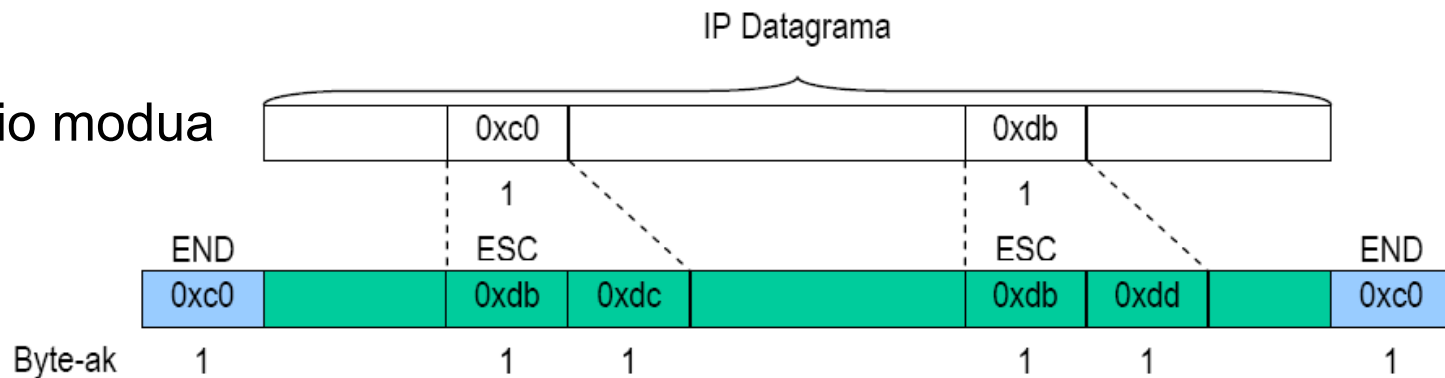 IP Datagrama
io modua
0xc0 0xdb
1 1
END ESC ESC END
0xc0 0xdb 0xdc 0xdb 0xdd 0xc0
Byte-ak 1 1 1 1 1 1